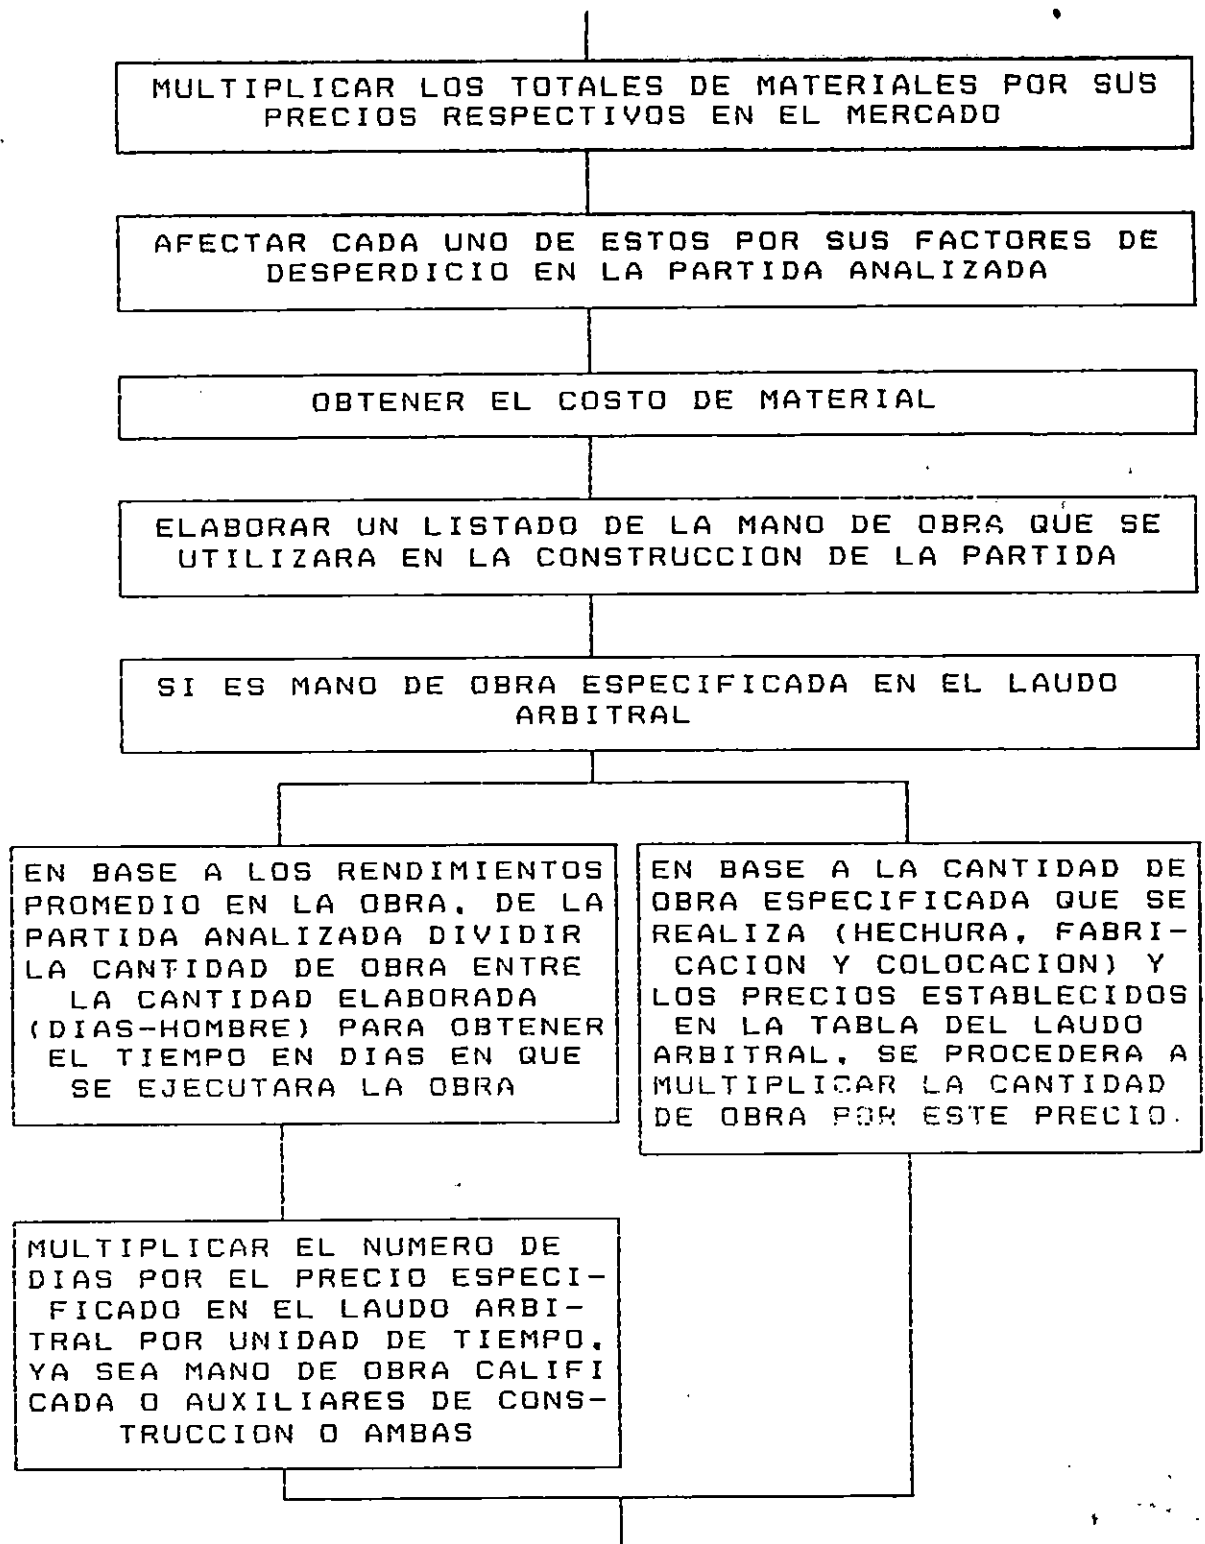 MULTIPLICAR LOS TOTALES DE MATERIALES POR SUS
PRECIOS RESPECTIVOS EN EL MERCADO
AFECTAR CADA UNO DE ESTOS POR SUS FACTORES DE
DESPERDICIO EN LA PARTIDA ANALIZADA
OBTENER EL COSTO DE MATERIAL
ELABORAR UN LISTADO DE LA MANO DE OBRA QUE SE
UTILIZARA EN LA CONSTRUCCION DE LA PARTIDA
SI ES MANO DE OBRA ESPECIFICADA EN EL LAUDO
ARBITRAL
EN BASE A LOS RENDIMIENTOS
PROMEDIO EN LA OBRA, DE LA
PARTIDA ANALIZADA DIVIDIR
LA CANTIDAD DE OBRA ENTRE
LA CANTIDAD ELABORADA
(DIAS-HOMBRE) PARA OBTENER
EL TIEMPO EN DIAS EN QUE
SE EJECUTARA LA OBRA
EN BASE A LA CANTIDAD DE
OBRA ESPECIFICADA QUE SE
REALIZA (HECHURA, FABRI-
CACION Y COLOCACION) Y
LOS PRECIOS ESTABLECIDOS
EN LA TABLA DEL LAUDO
ARBITRAL, SE PROCEDERA A
MULTIPLICAR LA CANTIDAD
DE OBRA POR ESTE PRECIO.
MULTIPLICAR EL NUMERO DE
DIAS POR EL PRECIO ESPECI-
FICADO EN EL LAUDO ARBI-
TRAL POR UNIDAD DE TIEMPO,
YA SEA MANO DE OBRA CALIFI
CADA O AUXILIARES DE CONS-
TRUCCION O AMBAS